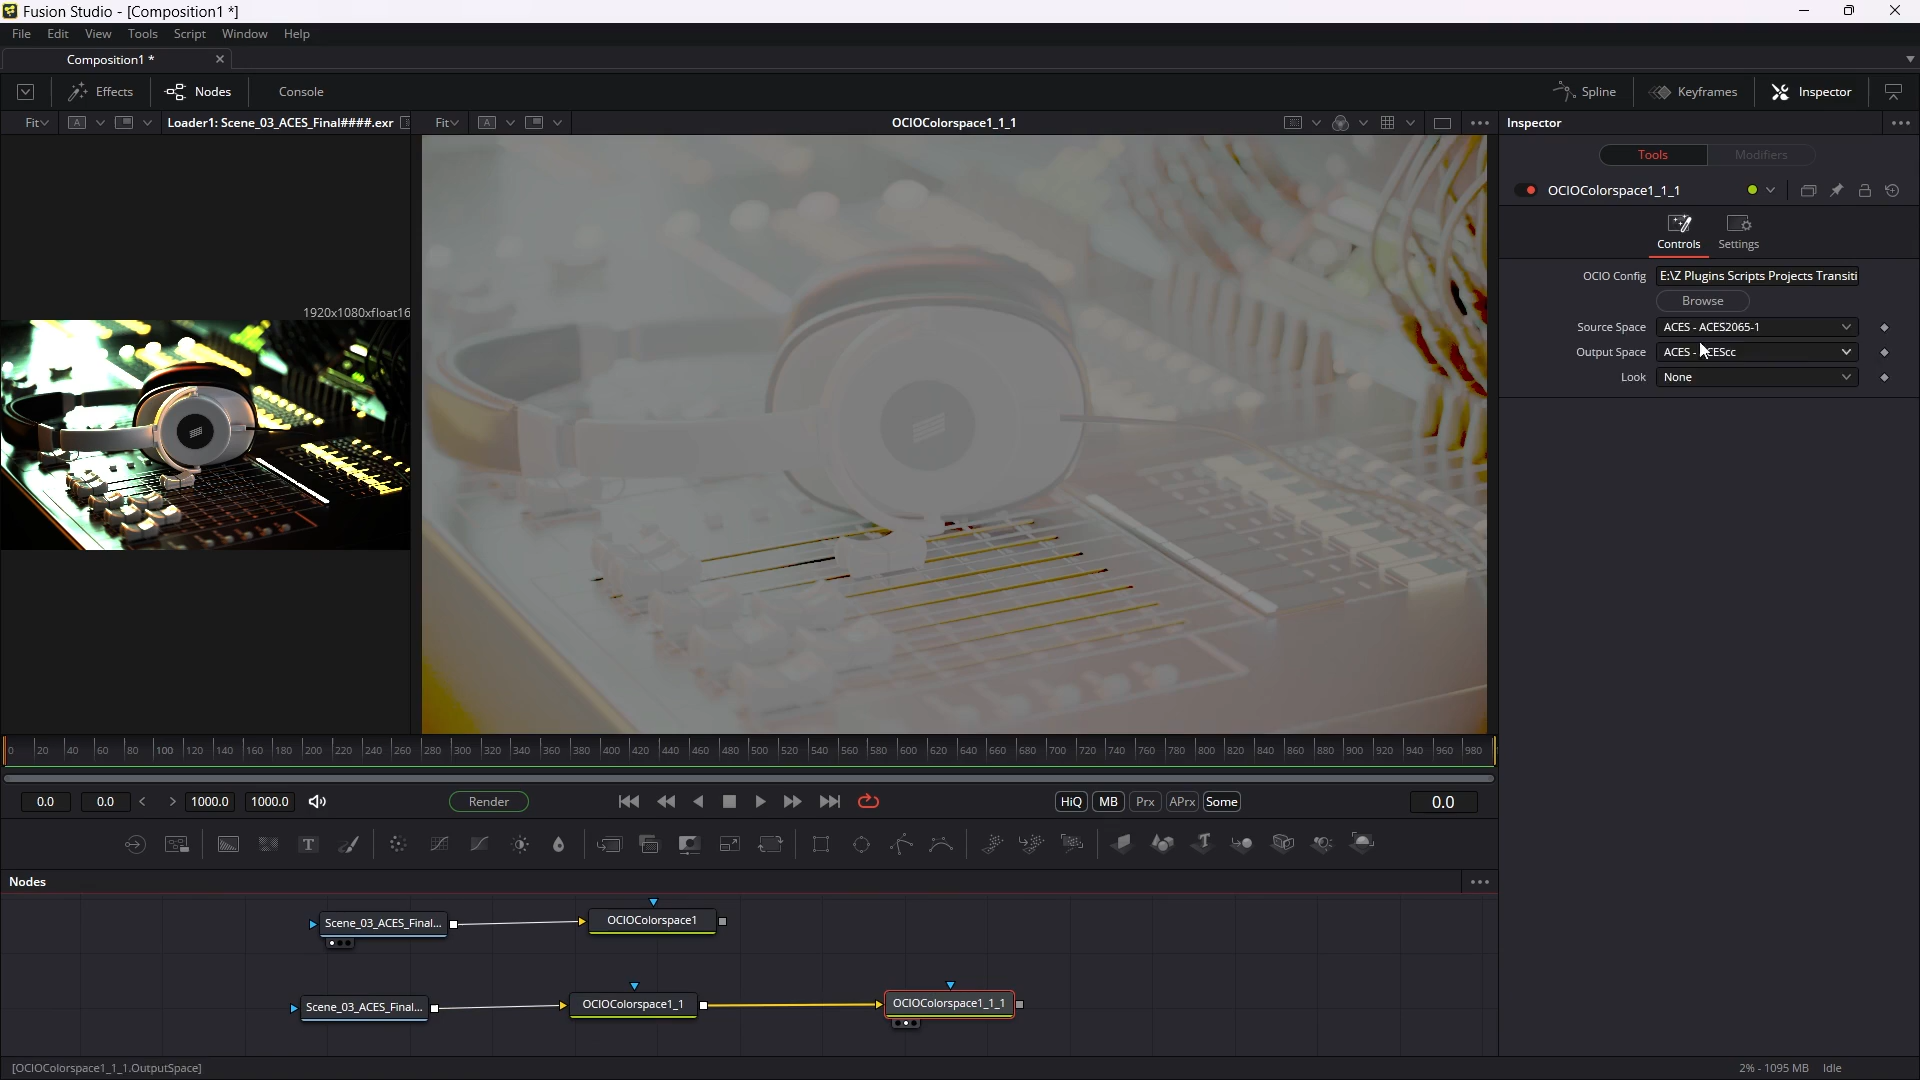 Fusion Studio - [Composition1 *]
File Edit View Tools Script Window Help
Composition1 *
Effects Nodes Console Spline Keyframes Inspector
Fit A Loader1: Scene_03_ACES_Final####.exr Fit A OCIOColorspace1_1_1 Inspector
Tools Modifiers
OCIOColorspace1_1_1
Controls Settings
OCIO Config E:\Z Plugins Scripts Projects Transiti
Browse
1920x1080xfloat16
Source Space ACES - ACES2065-1
Output Space ACES - CEScc
Look None
0 20 40 60 80 100 120 140 160 180 200 220 240 260 280 300 320 340 360 380 400 420 440 460 480 500 520 540 560 580 600 620 640 660 680 700 720 740 760 780 800 820 840 860 880 900 920 940 960 980
0.0 0.0 < > 1000.0 1000.0 Render HiQ MB Prx APrx Some 0.0
T T
Nodes
Scene_03_ACES_Final... OCIOColorspace1
Scene_03_ACES_Final... OCIOColorspace1_1 OCIOColorspace1_1_1
[OCIOColorspace1_1_1.OutputSpace] 2% - 1095 MB Idle